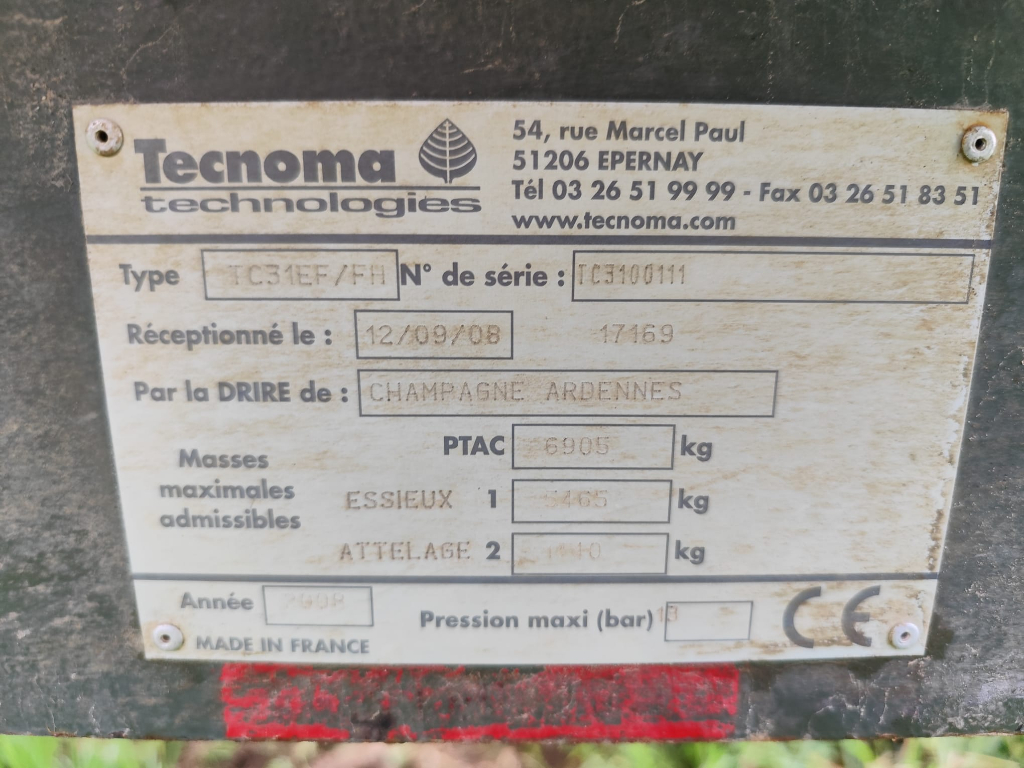 Tecnoma
technologies
54, rue Marcel Paul
51206 EPERNAY
Tél 03 26 51 99 99 - Fax 03 26 51 83 51
www.tecnoma.com
Type TC31EF/FH N° de série : TC3100111
Réceptionné le : 12/09/08 17169
Par la DRIRE de : CHAMPAGNE ARDENNES
Masses maximales admissibles
PTAC 6905 kg
ESSIEUX 1 5465 kg
ATTELAGE 2 kg
Année 2008
Pression maxi (bar)
MADE IN FRANCE
CE